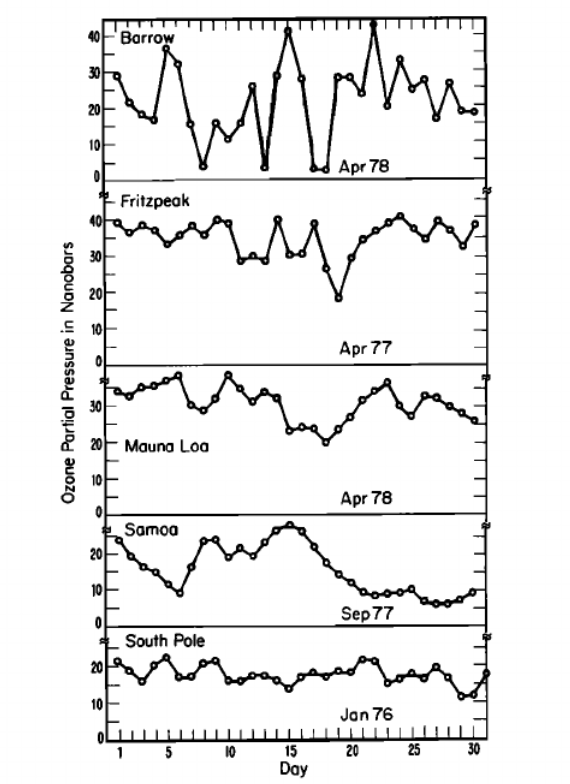 Ozone Partial Pressure in Nanobars
40
Barrow
30
20
10
0
Apr 78
Fritzpeak
40
30
20
10
0
Apr 77
30
20
Mauna Loa
10
0
Apr 78
Samoa
20
10
0
Sep 77
South Pole
20
10
0
Jan 76
1 5 10 15 20 25 30
Day